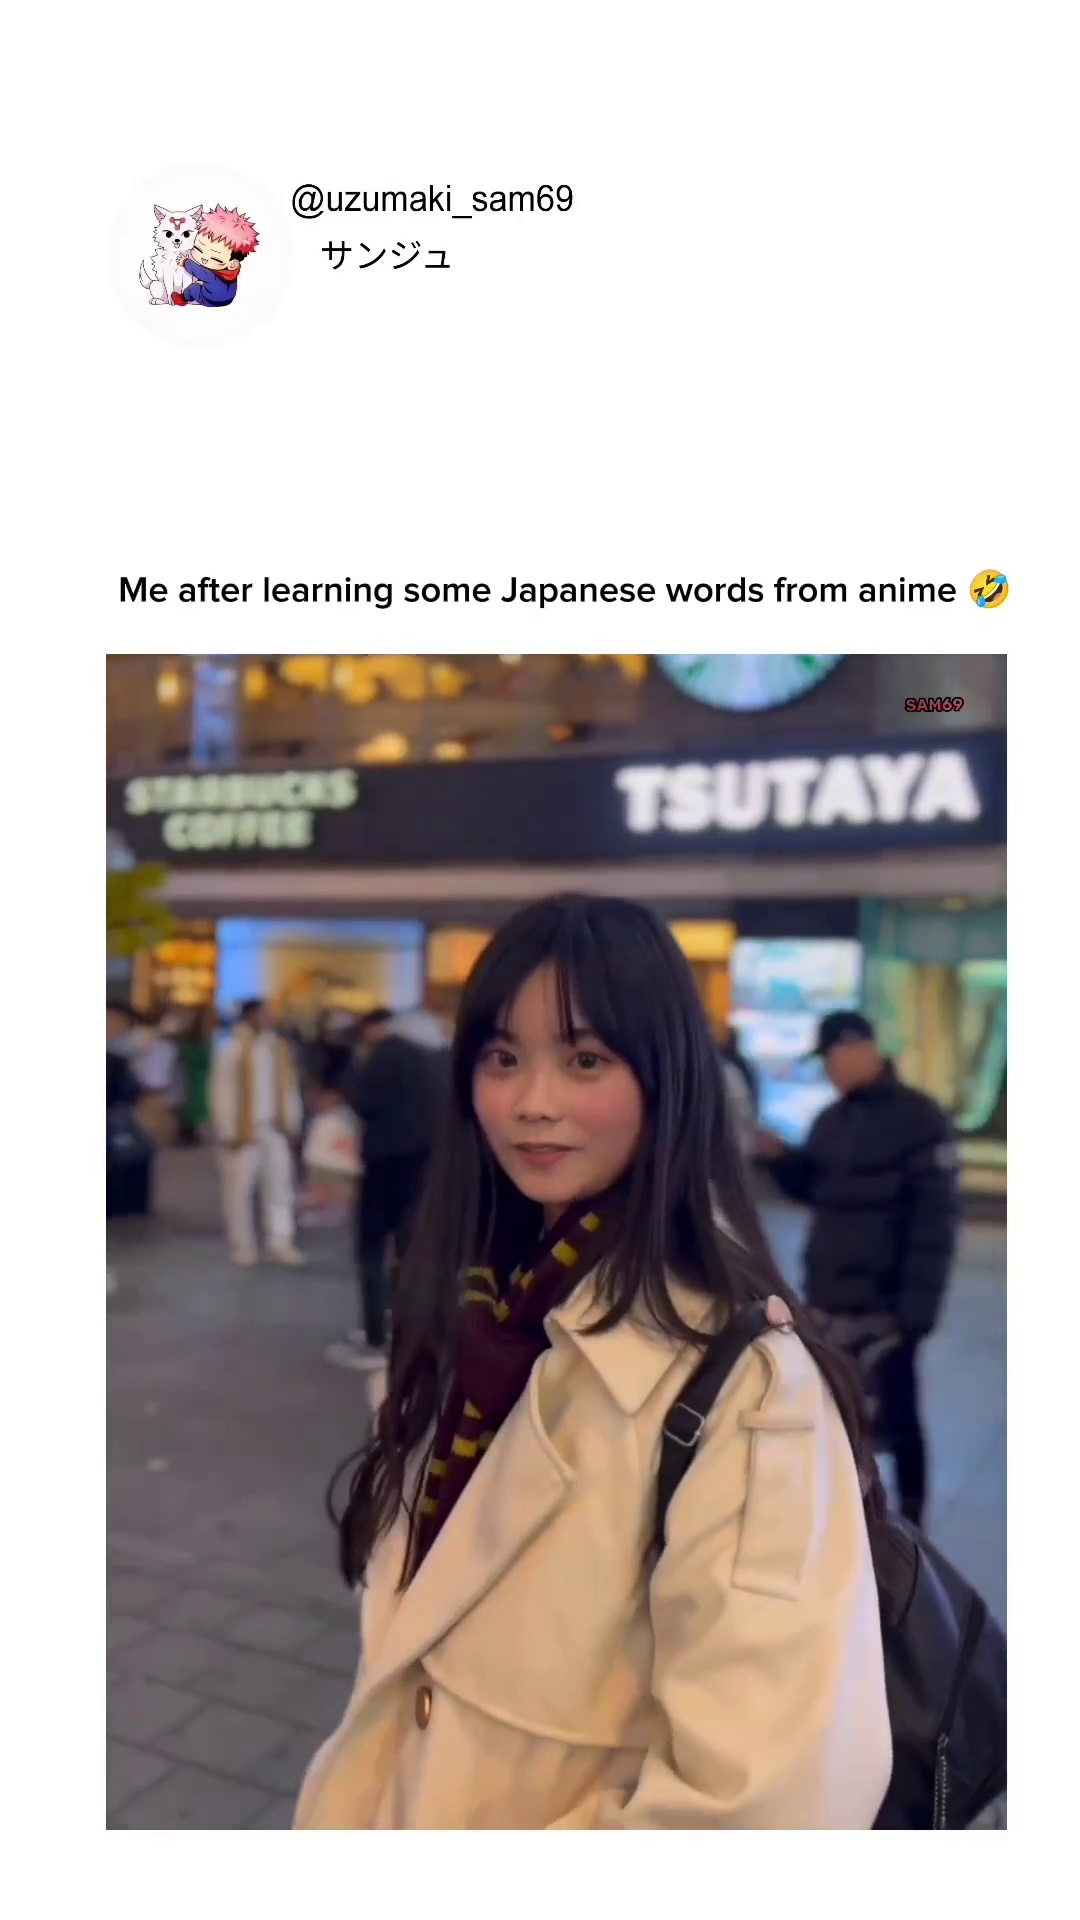 @uzumaki_sam69
サンジュ
Me after learning some Japanese words from anime 🤣
SAM69
STARBUCKS
COFFEE
TSUTAYA